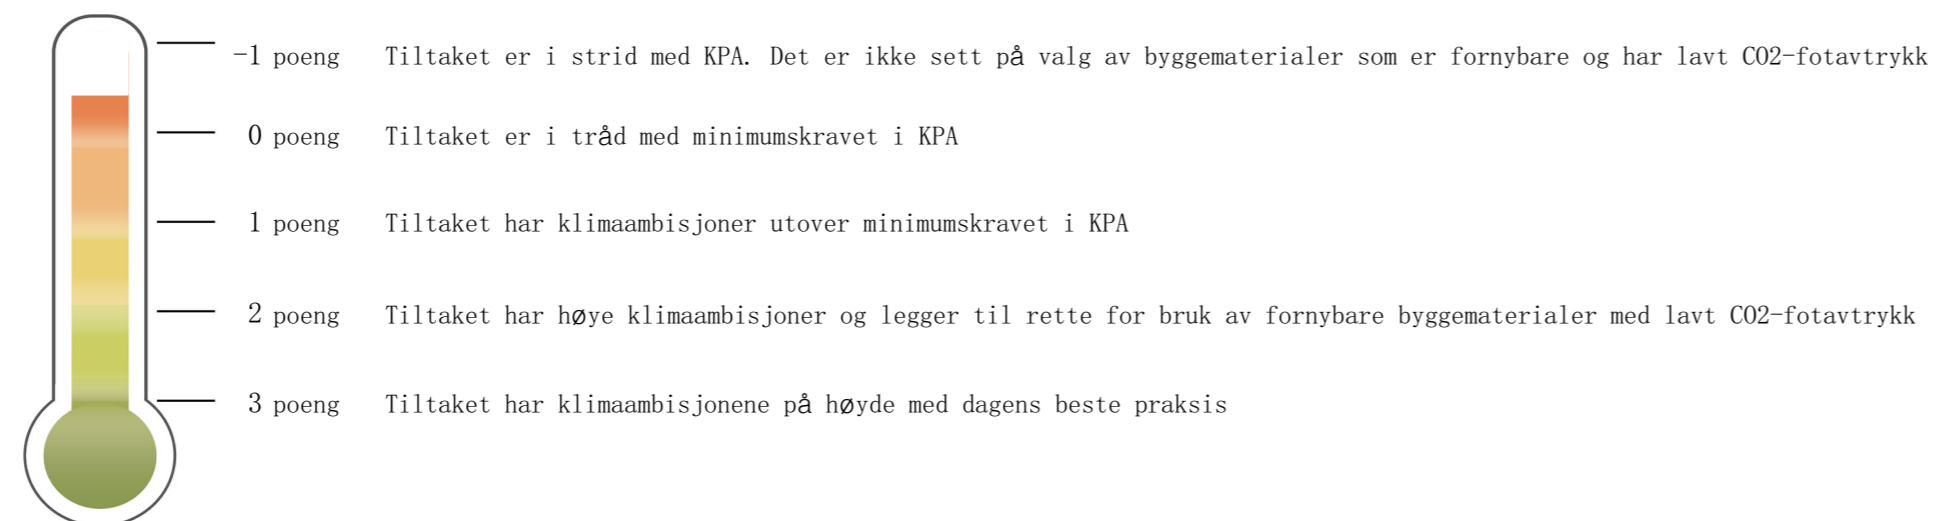 -1 poeng Tiltaket er i strid med KPA. Det er ikke sett på valg av byggematerialer som er fornybare og har lavt CO2-fotavtrykk
0 poeng Tiltaket er i tråd med minimumskravet i KPA
1 poeng Tiltaket har klimaambisjoner utover minimumskravet i KPA
2 poeng Tiltaket har høye klimaambisjoner og legger til rette for bruk av fornybare byggematerialer med lavt CO2-fotavtrykk
3 poeng Tiltaket har klimaambisjonene på høyde med dagens beste praksis